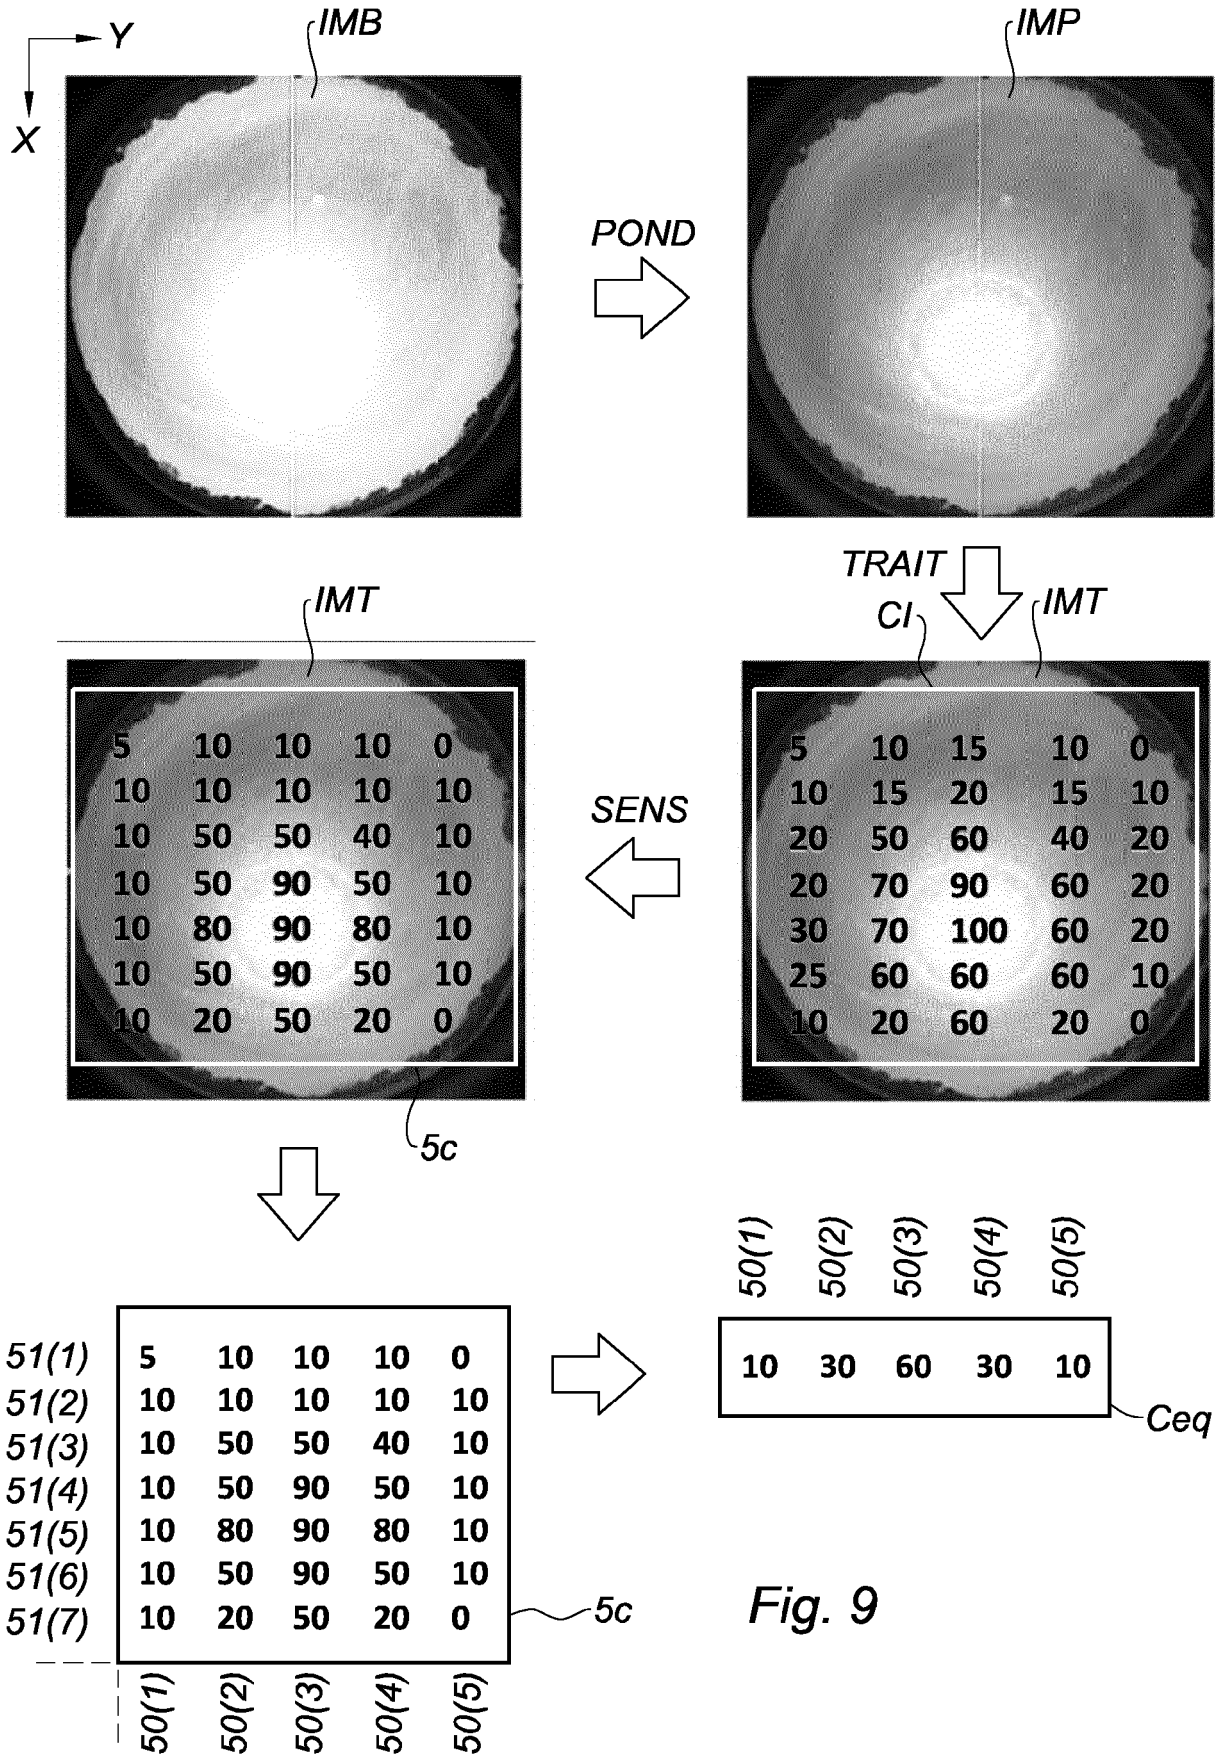 IMB
IMP
Y
X
POND
TRAIT
IMT
CI
IMT
5 10 10 10 0
10 10 10 10 10
10 50 50 40 10
10 50 90 50 10
10 80 90 80 10
10 50 90 50 10
10 20 50 20 0
SENS
5 10 15 10 0
10 15 20 15 10
20 50 60 40 20
20 70 90 60 20
30 70 100 60 20
25 60 60 60 10
10 20 60 20 0
5c
50(1) 50(2) 50(3) 50(4) 50(5)
10 30 60 30 10
Ceq
51(1) 5 10 10 10 0
51(2) 10 10 10 10 10
51(3) 10 50 50 40 10
51(4) 10 50 90 50 10
51(5) 10 80 90 80 10
51(6) 10 50 90 50 10
51(7) 10 20 50 20 0
5c
50(1) 50(2) 50(3) 50(4) 50(5)
Fig. 9